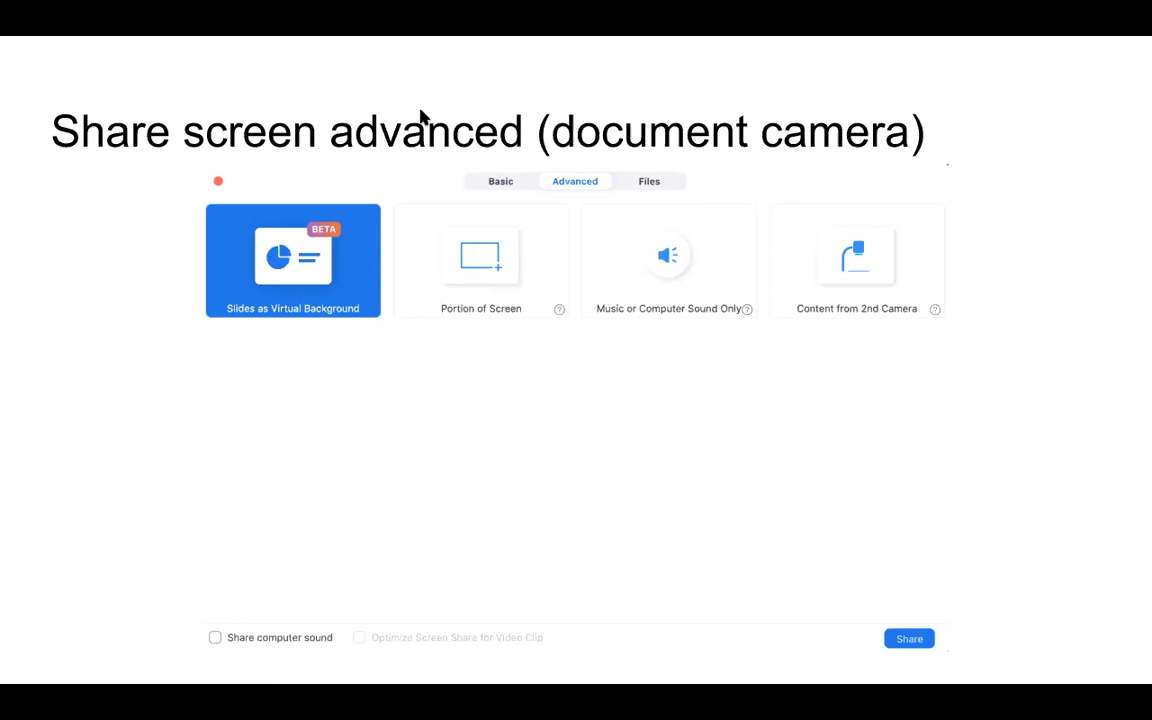 Share screen advanced (document camera)
Basic Advanced Files
BETA
Slides as Virtual Background Portion of Screen ? Music or Computer Sound Only ? Content from 2nd Camera ?
Share computer sound Optimize Screen Share for Video Clip Share